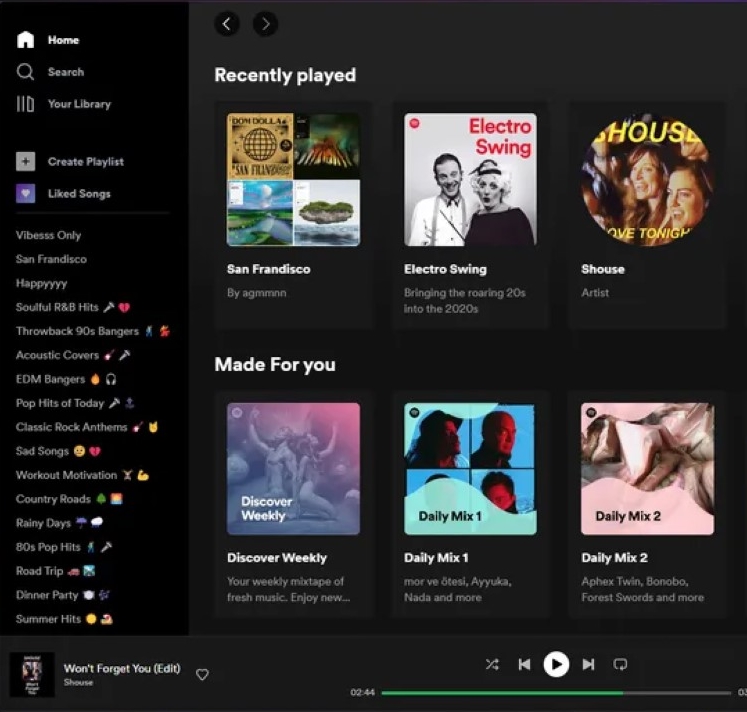 Home
Search
Your Library
Create Playlist
Liked Songs
Vibesss Only
San Frandisco
Happyyyy
Soulful R&B Hits 🎤 💔
Throwback 90s Bangers 🕺 💃
Acoustic Covers 🎸 🎤
EDM Bangers 🔥 🎧
Pop Hits of Today 🎤
Classic Rock Anthems 🎸 🤘
Sad Songs 😢 💔
Workout Motivation 🏋️ 💪
Country Roads 🌳 🌅
Rainy Days ☔ 🌧️
80s Pop Hits 🕺 🎤
Road Trip 🚗 🏞️
Dinner Party 🍽️ 🎶
Summer Hits ☀️ 🏖️
Recently played
DOM DOLLA
SAN FRANDISCO
Electro
Swing
SHOUSE
LOVE TONIGHT
San Frandisco
By agmmnn
Electro Swing
Bringing the roaring 20s
into the 2020s
Shouse
Artist
Made For you
Discover
Weekly
Daily Mix 1
Daily Mix 2
Discover Weekly
Your weekly mixtape of
fresh music. Enjoy new...
Daily Mix 1
mor ve ötesi, Ayyuka,
Nada and more
Daily Mix 2
Aphex Twin, Bonobo,
Forest Swords and more
Won't Forget You (Edit)
Shouse
02:44